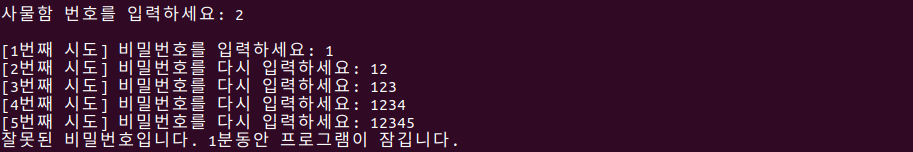 사물함 번호를 입력하세요: 2
[1번째 시도] 비밀번호를 입력하세요: 1
[2번째 시도] 비밀번호를 다시 입력하세요: 12
[3번째 시도] 비밀번호를 다시 입력하세요: 123
[4번째 시도] 비밀번호를 다시 입력하세요: 1234
[5번째 시도] 비밀번호를 다시 입력하세요: 12345
잘못된 비밀번호입니다. 1분동안 프로그램이 잠깁니다.